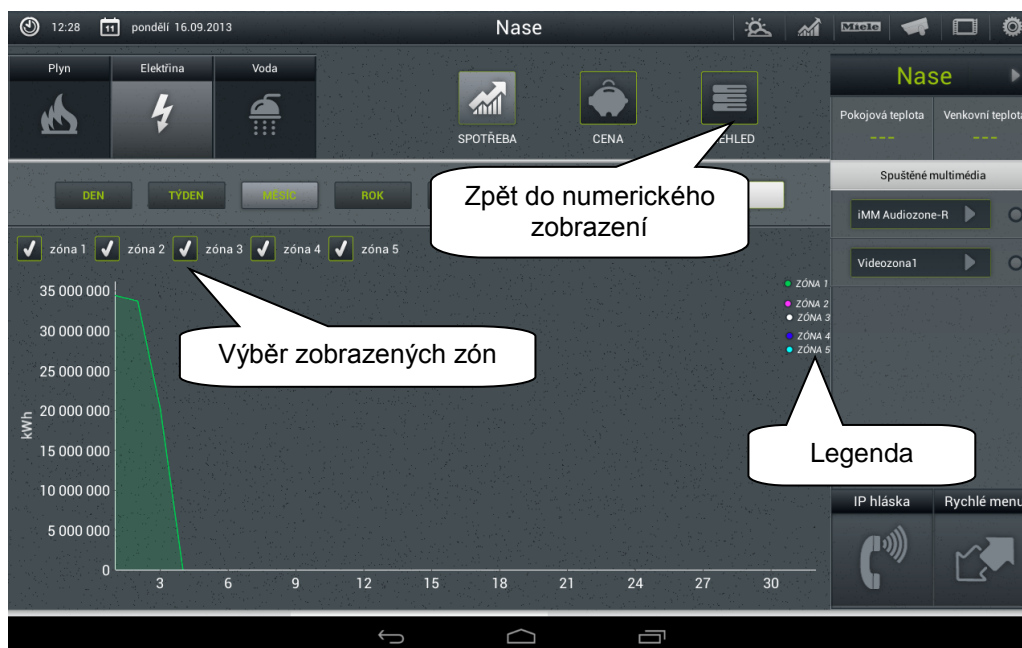 12:28 11 pondělí 16.09.2013 Nase Miele
Plyn Elektřina Voda
SPOTŘEBA CENA EHLED
DEN TÝDEN MĚSÍC ROK
Zpět do numerického
zobrazení
zóna 1 zóna 2 zóna 3 zóna 4 zóna 5
Výběr zobrazených zón
kWh
35 000 000
30 000 000
25 000 000
20 000 000
15 000 000
10 000 000
5 000 000
0
3 6 9 12 15 18 21 24 27 30
ZÓNA 1
ZÓNA 2
ZÓNA 3
ZÓNA 4
ZÓNA 5
Legenda
Nase
Pokojová teplota Venkovní teplota
--- ---
Spuštěné multimédia
iMM Audiozone-R
Videozona1
IP hláska Rychlé menu